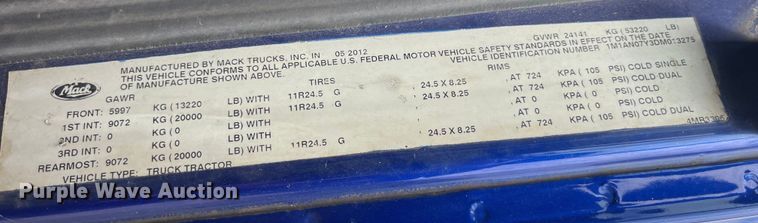 MANUFACTURED BY MACK TRUCKS, INC. IN 05 2012 GVWR 24141 KG (53220 LB)
THIS VEHICLE CONFORMS TO ALL APPLICABLE U.S. FEDERAL MOTOR VEHICLE SAFETY STANDARDS IN EFFECT ON THE DATE
OF MANUFACTURE SHOWN ABOVE. VEHICLE IDENTIFICATION NUMBER 1M1AN07Y3DM013275
Mack
GAWR TIRES RIMS
FRONT: 5997 KG (13220 LB) WITH 11R24.5 G 24.5 X 8.25 , AT 724 KPA ( 105 PSI) COLD SINGLE
1ST INT: 9072 KG (20000 LB) WITH 11R24.5 G 24.5 X 8.25 , AT 724 KPA ( 105 PSI) COLD DUAL
2ND INT: 0 KG (0 LB) WITH , AT 0 KPA (0 PSI) COLD
3RD INT: 0 KG (0 LB) WITH , AT 0 KPA (0 PSI) COLD
REARMOST: 9072 KG (20000 LB) WITH 11R24.5 G 24.5 X 8.25 , AT 724 KPA ( 105 PSI) COLD DUAL
VEHICLE TYPE: TRUCK TRACTOR
Purple Wave Auction